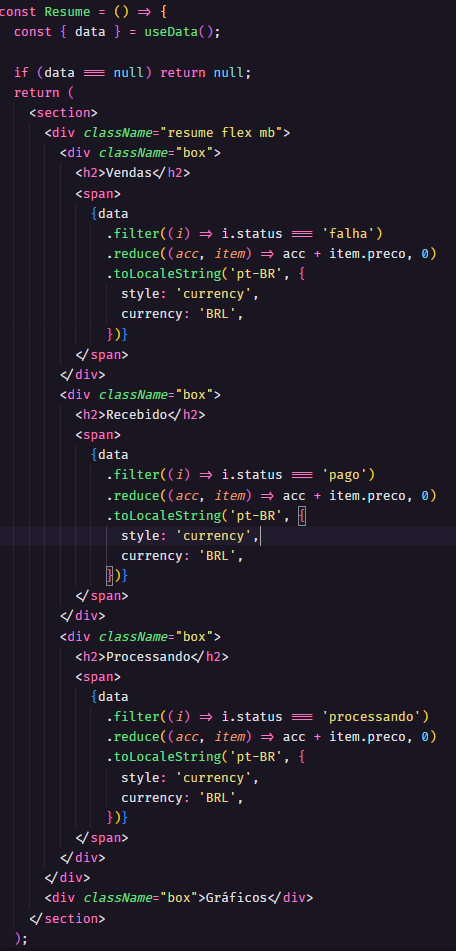 const Resume = () => {
  const { data } = useData();

  if (data === null) return null;
  return (
    <section>
      <div className="resume flex mb">
        <div className="box">
          <h2>Vendas</h2>
          <span>
            {data
              .filter((i) => i.status === 'falha')
              .reduce((acc, item) => acc + item.preco, 0)
              .toLocaleString('pt-BR', {
                style: 'currency',
                currency: 'BRL',
              })}
          </span>
        </div>
        <div className="box">
          <h2>Recebido</h2>
          <span>
            {data
              .filter((i) => i.status === 'pago')
              .reduce((acc, item) => acc + item.preco, 0)
              .toLocaleString('pt-BR', {
                style: 'currency',
                currency: 'BRL',
              })}
          </span>
        </div>
        <div className="box">
          <h2>Processando</h2>
          <span>
            {data
              .filter((i) => i.status === 'processando')
              .reduce((acc, item) => acc + item.preco, 0)
              .toLocaleString('pt-BR', {
                style: 'currency',
                currency: 'BRL',
              })}
          </span>
        </div>
      </div>
      <div className="box">Gráficos</div>
    </section>
  );